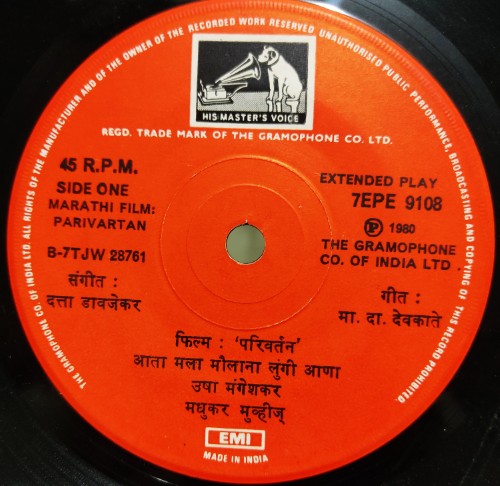 THE GRAMOPHONE CO. OF INDIA LTD. ALL RIGHTS OF THE MANUFACTURER AND OF THE OWNER OF THE RECORDED WORK RESERVED. UNAUTHORISED PUBLIC PERFORMANCE, BROADCASTING AND COPYING OF THIS RECORD PROHIBITED.
HIS MASTER'S VOICE
REGD. TRADE MARK OF THE GRAMOPHONE CO. LTD.
45 R.P.M.
SIDE ONE
MARATHI FILM:
PARIVARTAN
B-7TJW 28761
EXTENDED PLAY
7EPE 9108
Ⓟ 1980
THE GRAMOPHONE
CO. OF INDIA LTD.
संगीत :
दत्ता डावजेकर
गीत :
मा. दा. देवकाते
फिल्म : 'परिवर्तन'
आता मला मौलाना लुंगी आणा
उषा मंगेशकर
मधुकर मुव्हीज्
EMI
MADE IN INDIA